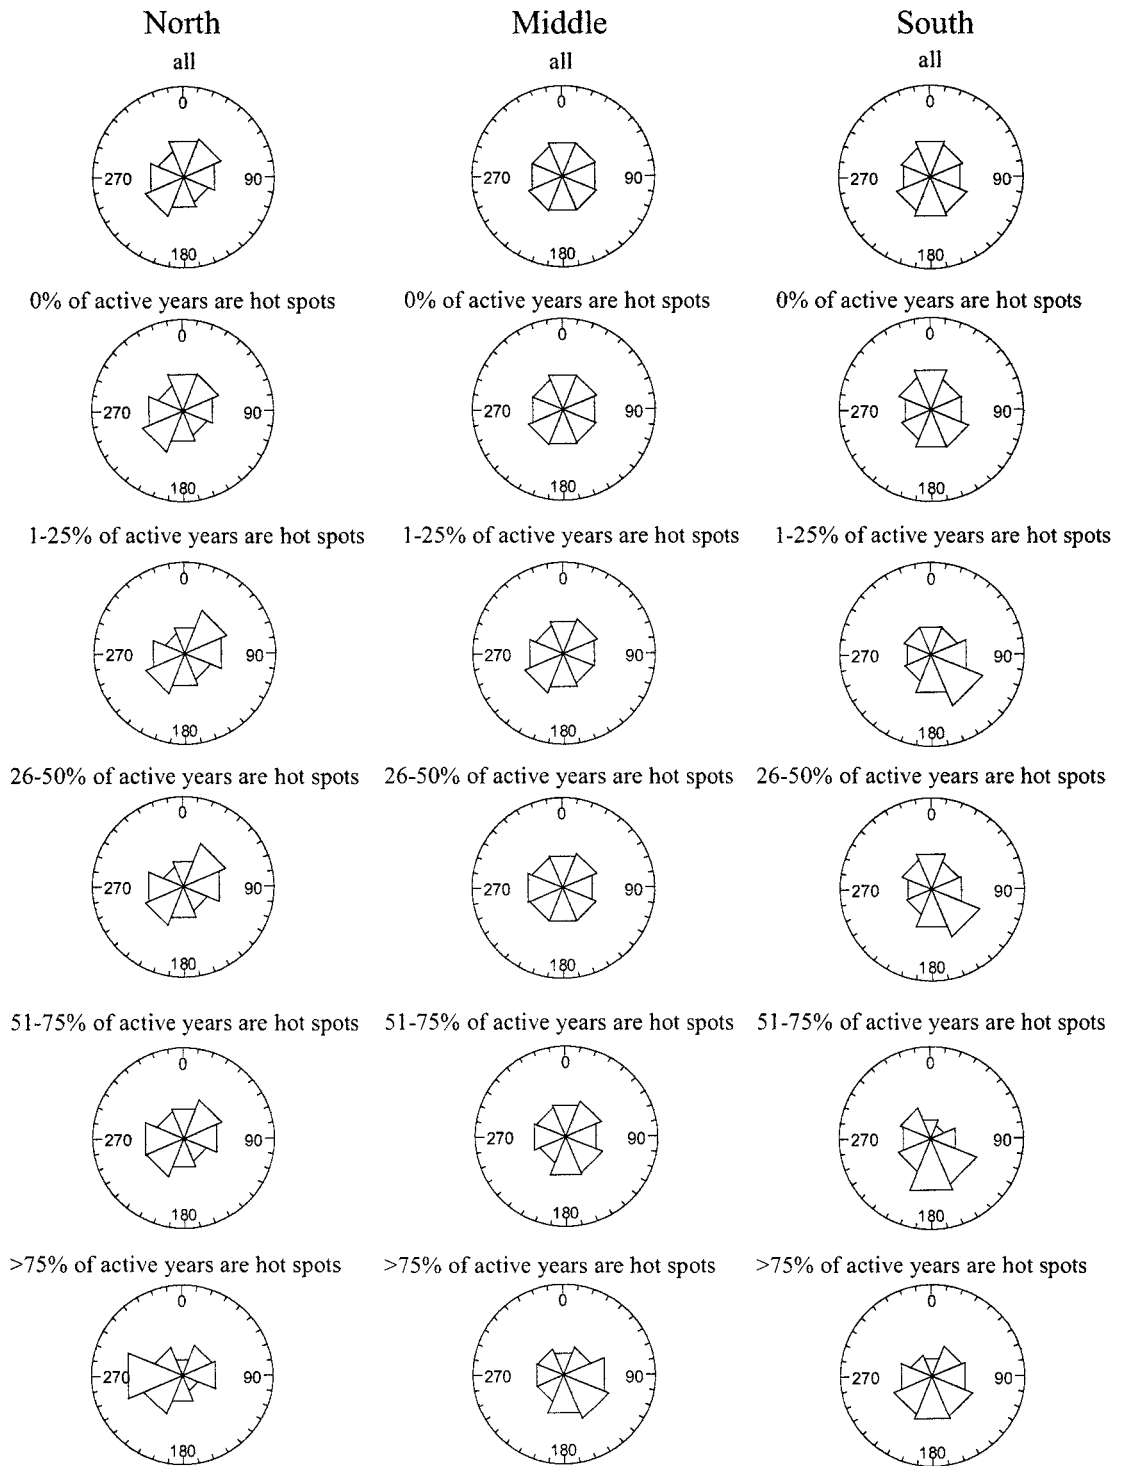 North Middle South
all all all
0 0 0
270 90 270 90 270 90
180 180 180
0% of active years are hot spots 0% of active years are hot spots 0% of active years are hot spots
0 0 0
270 90 270 90 270 90
180 180 180
1-25% of active years are hot spots 1-25% of active years are hot spots 1-25% of active years are hot spots
0 0 0
270 90 270 90 270 90
180 180 180
26-50% of active years are hot spots 26-50% of active years are hot spots 26-50% of active years are hot spots
0 0 0
270 90 270 90 270 90
180 180 180
51-75% of active years are hot spots 51-75% of active years are hot spots 51-75% of active years are hot spots
0 0 0
270 90 270 90 270 90
180 180 180
>75% of active years are hot spots >75% of active years are hot spots >75% of active years are hot spots
0 0 0
270 90 270 90 270 90
180 180 180